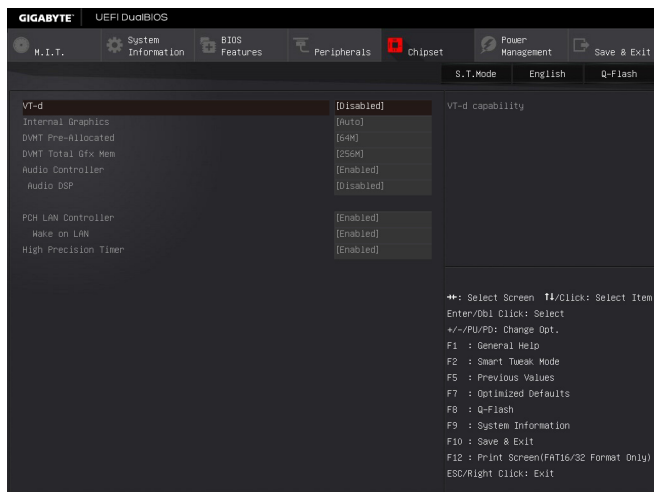 GIGABYTE™ UEFI DualBIOS
M.I.T.
System Information
BIOS Features
Peripherals
Chipset
Power Management
Save & Exit
S.T.Mode English Q-Flash
VT-d [Disabled]
Internal Graphics [Auto]
DVMT Pre-Allocated [64M]
DVMT Total Gfx Mem [256M]
Audio Controller [Enabled]
Audio DSP [Disabled]
PCH LAN Controller [Enabled]
Wake on LAN [Enabled]
High Precision Timer [Enabled]
VT-d capability
→←: Select Screen ↑↓/Click: Select Item
Enter/Dbl Click: Select
+/-/PU/PD: Change Opt.
F1 : General Help
F2 : Smart Tweak Mode
F5 : Previous Values
F7 : Optimized Defaults
F8 : Q-Flash
F9 : System Information
F10 : Save & Exit
F12 : Print Screen(FAT16/32 Format Only)
ESC/Right Click: Exit